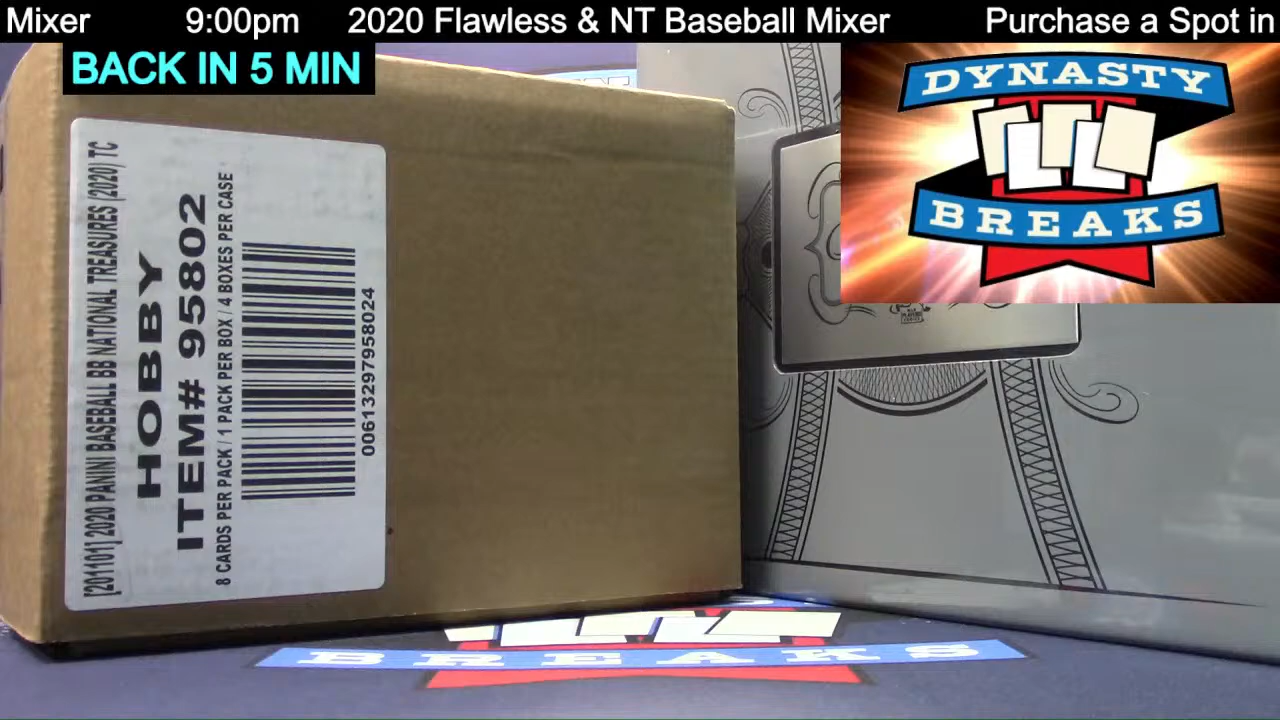 Mixer 9:00pm 2020 Flawless & NT Baseball Mixer Purchase a Spot in
BACK IN 5 MIN
DYNASTY
BREAKS
[201101] 2020 PANINI BASEBALL BB NATIONAL TREASURES (2020) TC
HOBBY
ITEM# 95802
8 CARDS PER PACK / 1 PACK PER BOX / 4 BOXES PER CASE
00613297958024
BREAKS